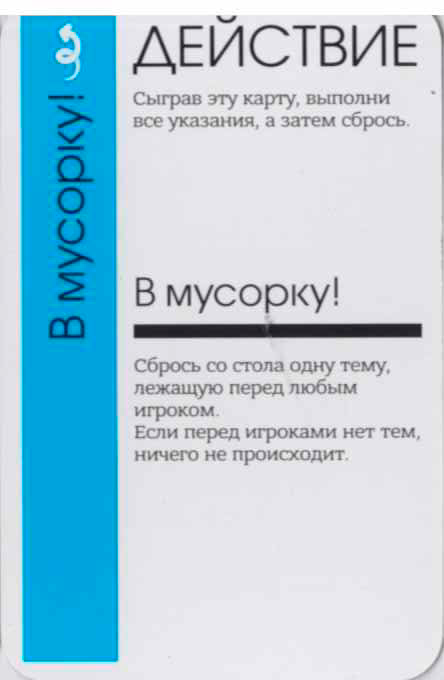 В мусорку!
ДЕЙСТВИЕ
Сыграв эту карту, выполни
все указания, а затем сбрось.
В мусорку!
Сбрось со стола одну тему,
лежащую перед любым
игроком.
Если перед игроками нет тем,
ничего не происходит.